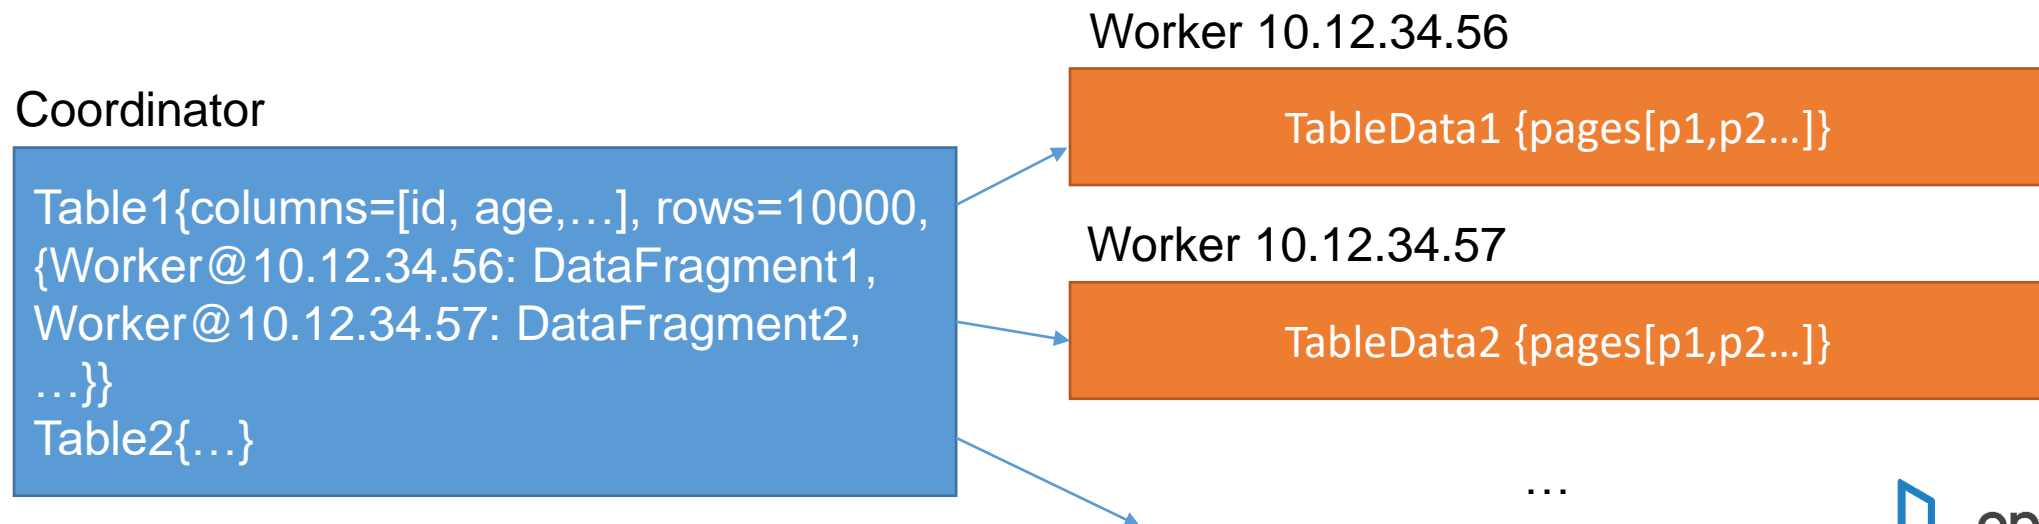 Coordinator
Table1{columns=[id, age,…], rows=10000,
{Worker@10.12.34.56: DataFragment1,
Worker@10.12.34.57: DataFragment2,
…}}
Table2{…}
Worker 10.12.34.56
TableData1 {pages[p1,p2…]}
Worker 10.12.34.57
TableData2 {pages[p1,p2…]}
…